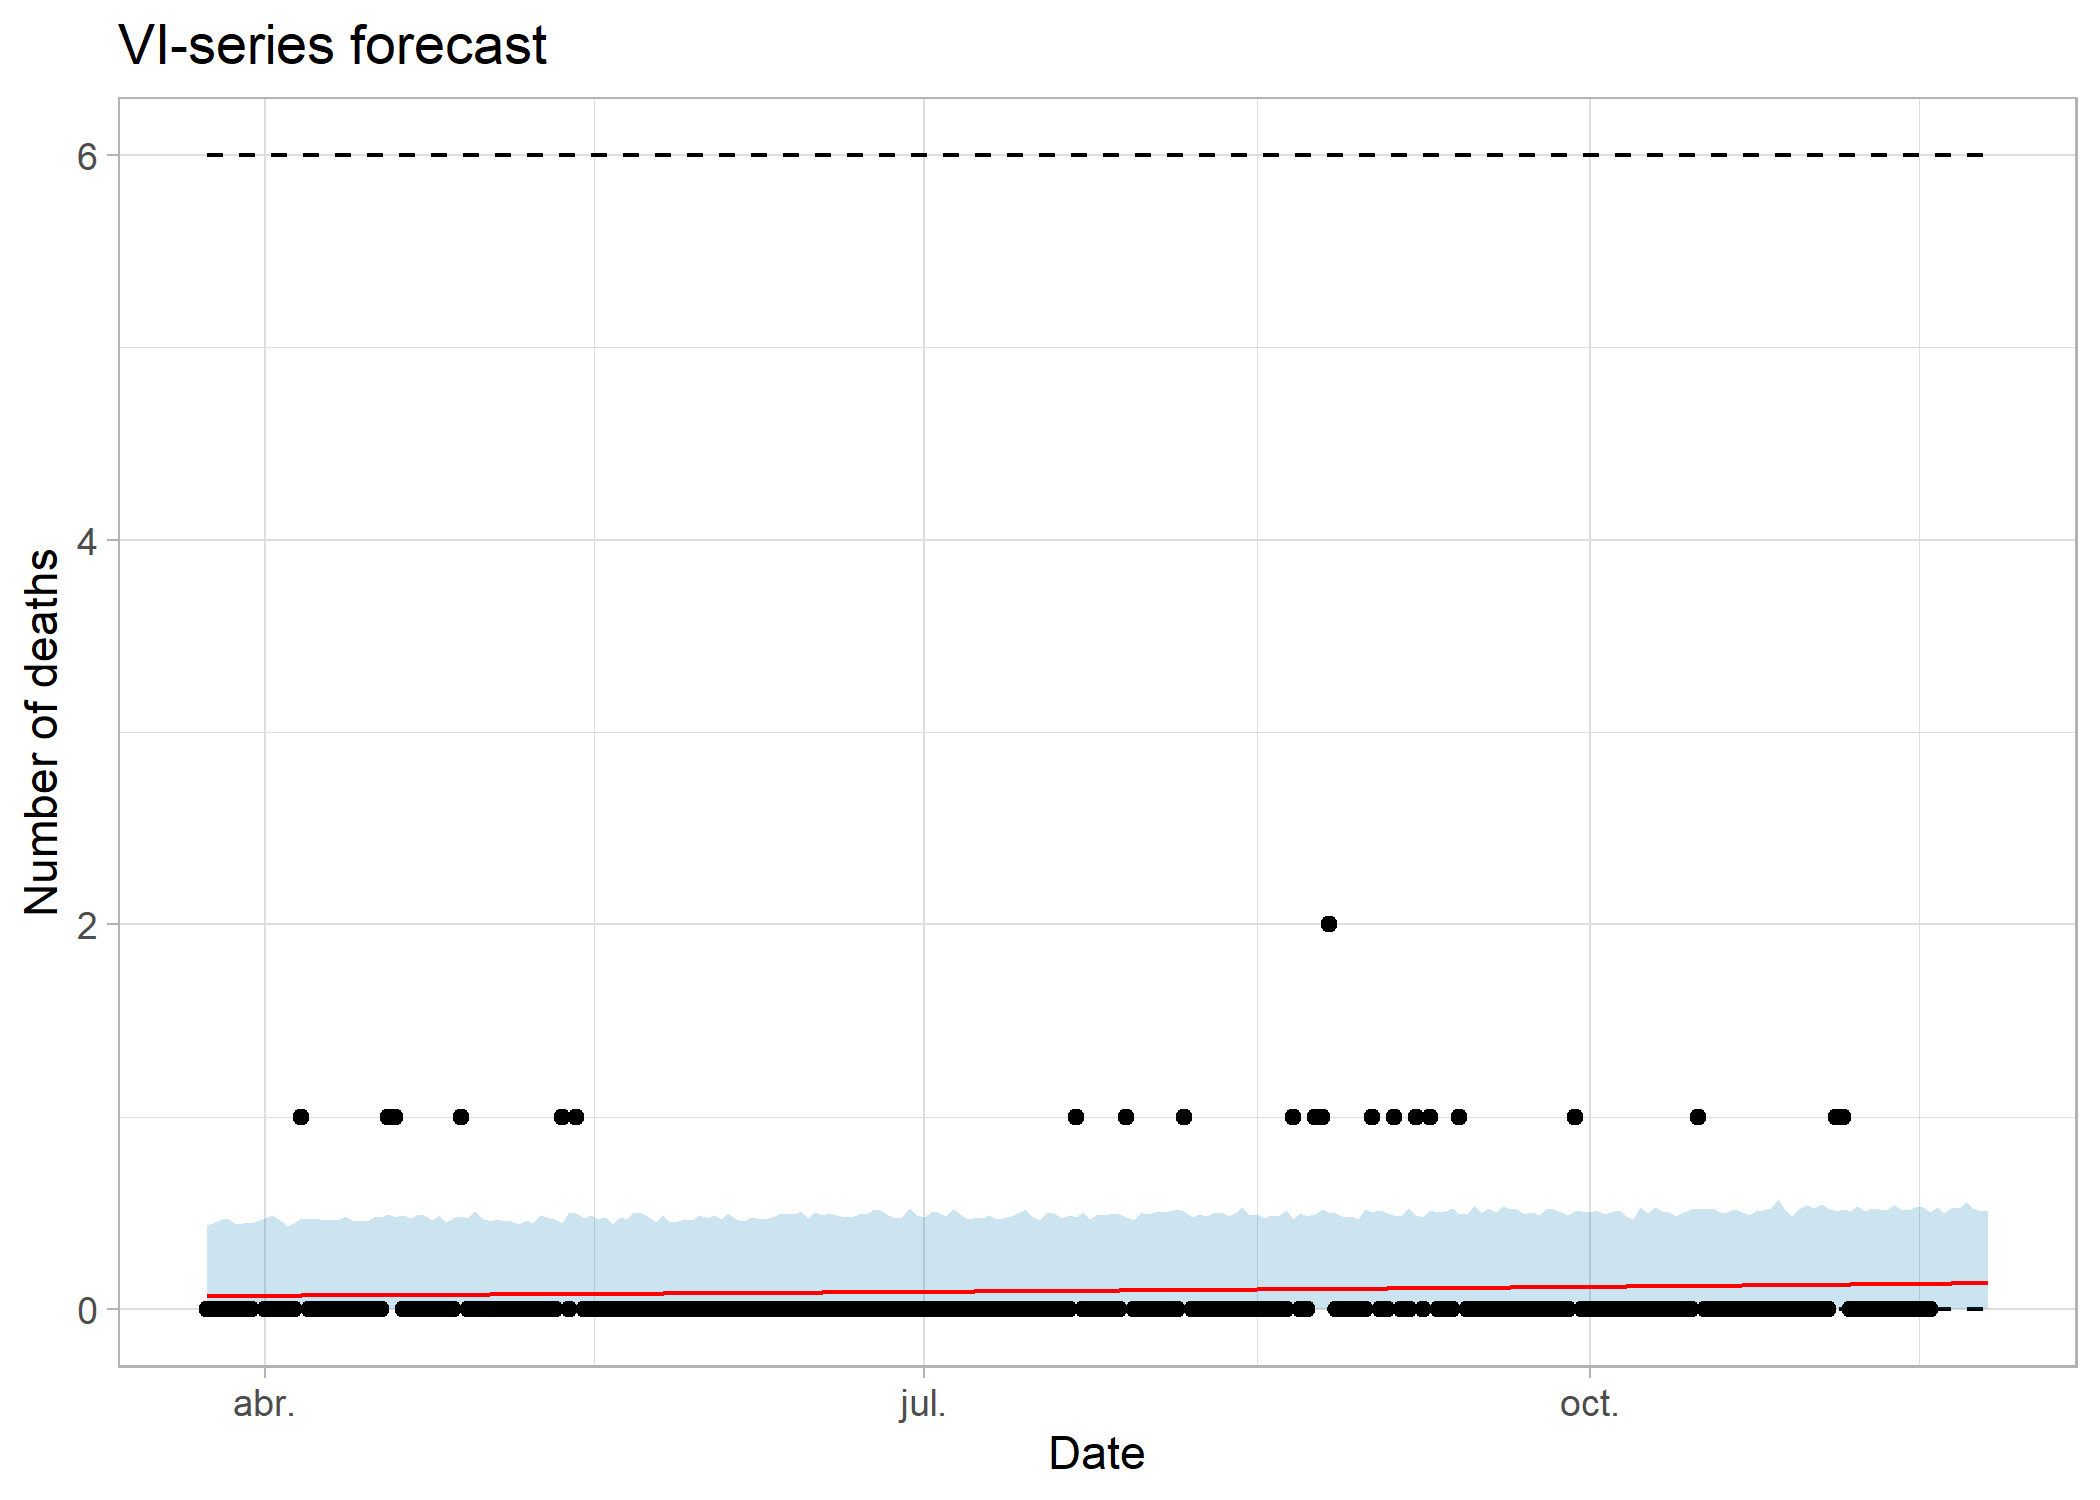 VI-series forecast
Number of deaths
6
4
2
0
abr.
jul.
oct.
Date